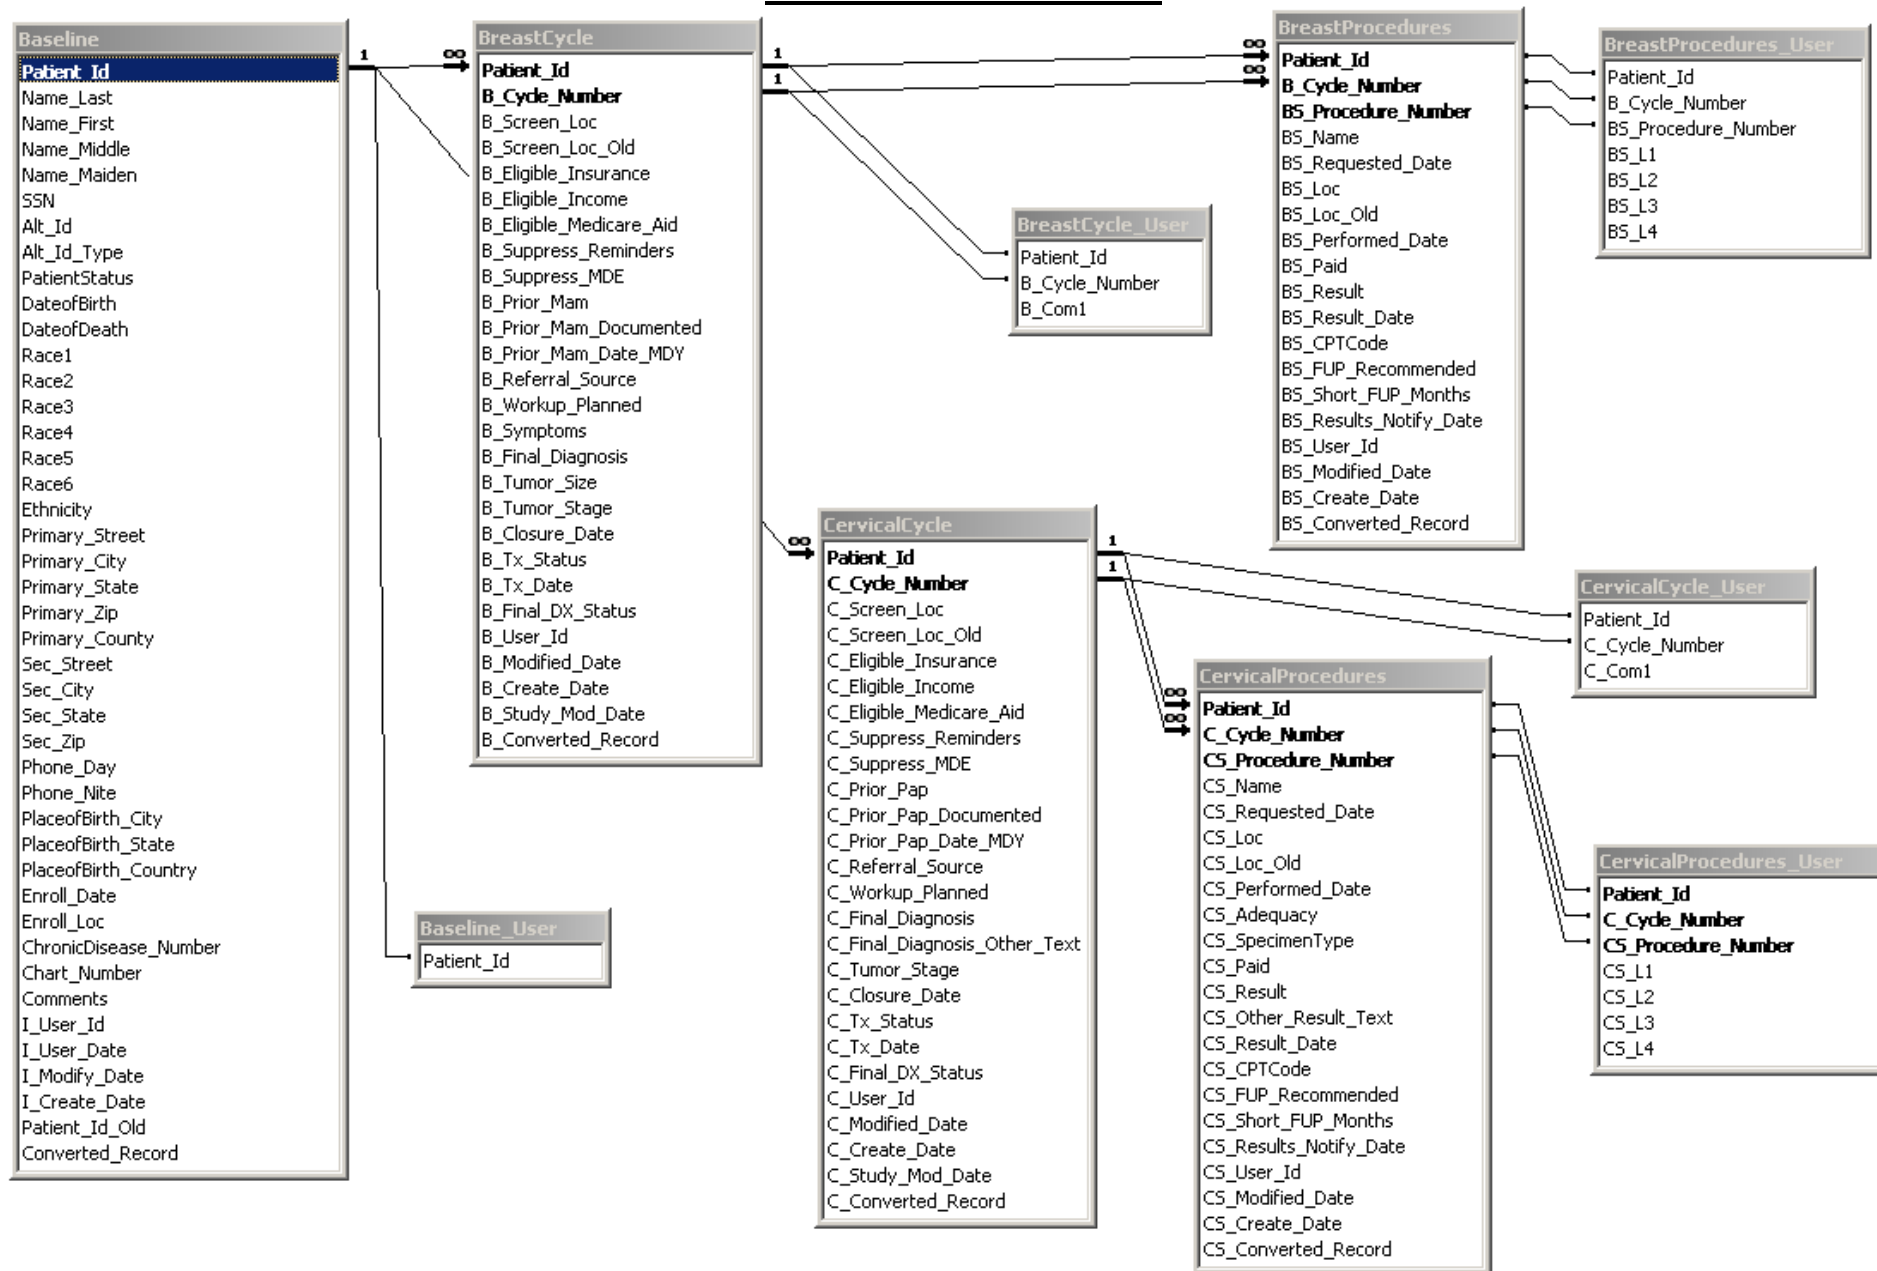 Baseline
Patient_Id
Name_Last
Name_First
Name_Middle
Name_Maiden
SSN
Alt_Id
Alt_Id_Type
PatientStatus
DateofBirth
DateofDeath
Race1
Race2
Race3
Race4
Race5
Race6
Ethnicity
Primary_Street
Primary_City
Primary_State
Primary_Zip
Primary_County
Sec_Street
Sec_City
Sec_State
Sec_Zip
Phone_Day
Phone_Nite
PlaceofBirth_City
PlaceofBirth_State
PlaceofBirth_Country
Enroll_Date
Enroll_Loc
ChronicDisease_Number
Chart_Number
Comments
I_User_Id
I_User_Date
I_Modify_Date
I_Create_Date
Patient_Id_Old
Converted_Record
1
∞
BreastCycle
Patient_Id
B_Cycle_Number
B_Screen_Loc
B_Screen_Loc_Old
B_Eligible_Insurance
B_Eligible_Income
B_Eligible_Medicare_Aid
B_Suppress_Reminders
B_Suppress_MDE
B_Prior_Mam
B_Prior_Mam_Documented
B_Prior_Mam_Date_MDY
B_Referral_Source
B_Workup_Planned
B_Symptoms
B_Final_Diagnosis
B_Tumor_Size
B_Tumor_Stage
B_Closure_Date
B_Tx_Status
B_Tx_Date
B_Final_DX_Status
B_User_Id
B_Modified_Date
B_Create_Date
B_Study_Mod_Date
B_Converted_Record
Baseline_User
Patient_Id
1
1
BreastCycle_User
Patient_Id
B_Cycle_Number
B_Com1
∞
∞
BreastProcedures
Patient_Id
B_Cycle_Number
BS_Procedure_Number
BS_Name
BS_Requested_Date
BS_Loc
BS_Loc_Old
BS_Performed_Date
BS_Paid
BS_Result
BS_Result_Date
BS_CPTCode
BS_FUP_Recommended
BS_Short_FUP_Months
BS_Results_Notify_Date
BS_User_Id
BS_Modified_Date
BS_Create_Date
BS_Converted_Record
BreastProcedures_User
Patient_Id
B_Cycle_Number
BS_Procedure_Number
BS_L1
BS_L2
BS_L3
BS_L4
∞
CervicalCycle
Patient_Id
C_Cycle_Number
C_Screen_Loc
C_Screen_Loc_Old
C_Eligible_Insurance
C_Eligible_Income
C_Eligible_Medicare_Aid
C_Suppress_Reminders
C_Suppress_MDE
C_Prior_Pap
C_Prior_Pap_Documented
C_Prior_Pap_Date_MDY
C_Referral_Source
C_Workup_Planned
C_Final_Diagnosis
C_Final_Diagnosis_Other_Text
C_Tumor_Stage
C_Closure_Date
C_Tx_Status
C_Tx_Date
C_Final_DX_Status
C_User_Id
C_Modified_Date
C_Create_Date
C_Study_Mod_Date
C_Converted_Record
1
1
CervicalCycle_User
Patient_Id
C_Cycle_Number
C_Com1
∞
∞
CervicalProcedures
Patient_Id
C_Cycle_Number
CS_Procedure_Number
CS_Name
CS_Requested_Date
CS_Loc
CS_Loc_Old
CS_Performed_Date
CS_Adequacy
CS_SpecimenType
CS_Paid
CS_Result
CS_Other_Result_Text
CS_Result_Date
CS_CPTCode
CS_FUP_Recommended
CS_Short_FUP_Months
CS_Results_Notify_Date
CS_User_Id
CS_Modified_Date
CS_Create_Date
CS_Converted_Record
CervicalProcedures_User
Patient_Id
C_Cycle_Number
CS_Procedure_Number
CS_L1
CS_L2
CS_L3
CS_L4